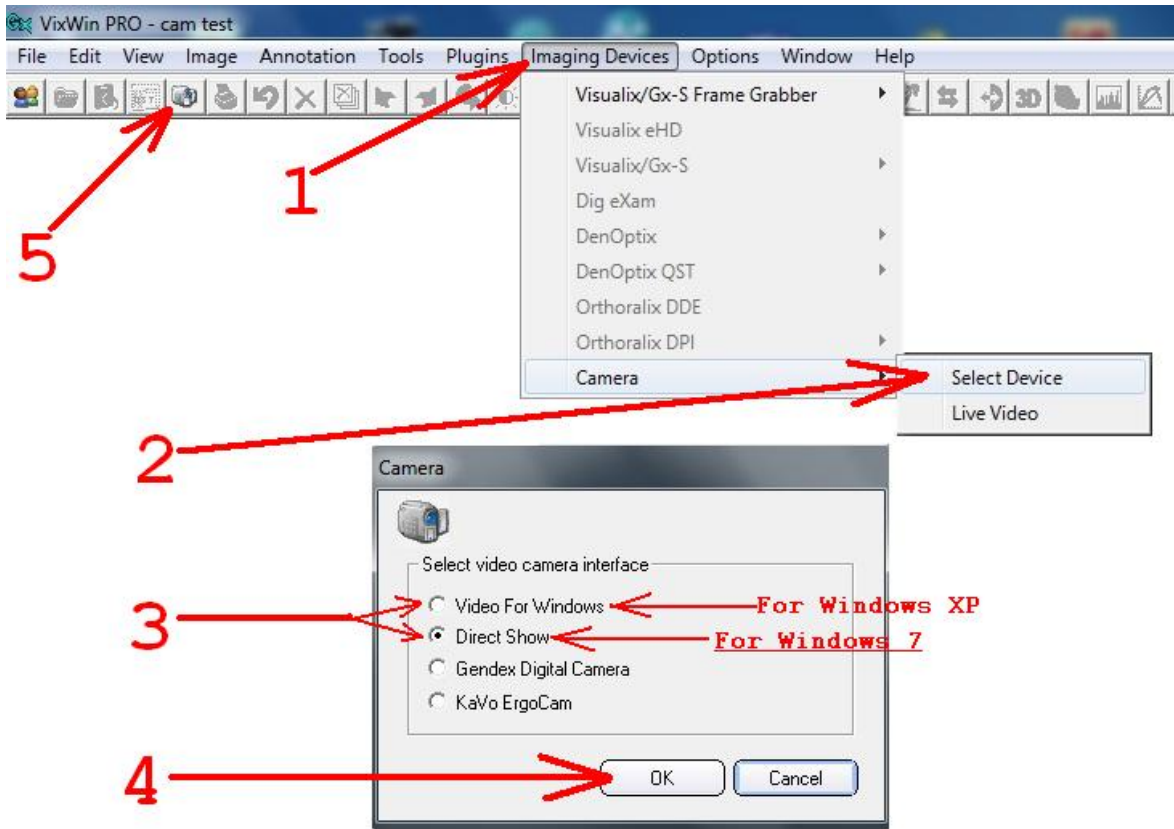 VixWin PRO - cam test
File Edit View Image Annotation Tools Plugins Imaging Devices Options Window Help
3D
5
1
Visualix/Gx-S Frame Grabber
Visualix eHD
Visualix/Gx-S
Dig eXam
DenOptix
DenOptix QST
Orthoralix DDE
Orthoralix DPI
Camera
Select Device
Live Video
2
Camera
Select video camera interface
3
Video For Windows For Windows XP
Direct Show For Windows 7
Gendex Digital Camera
KaVo ErgoCam
4
OK Cancel